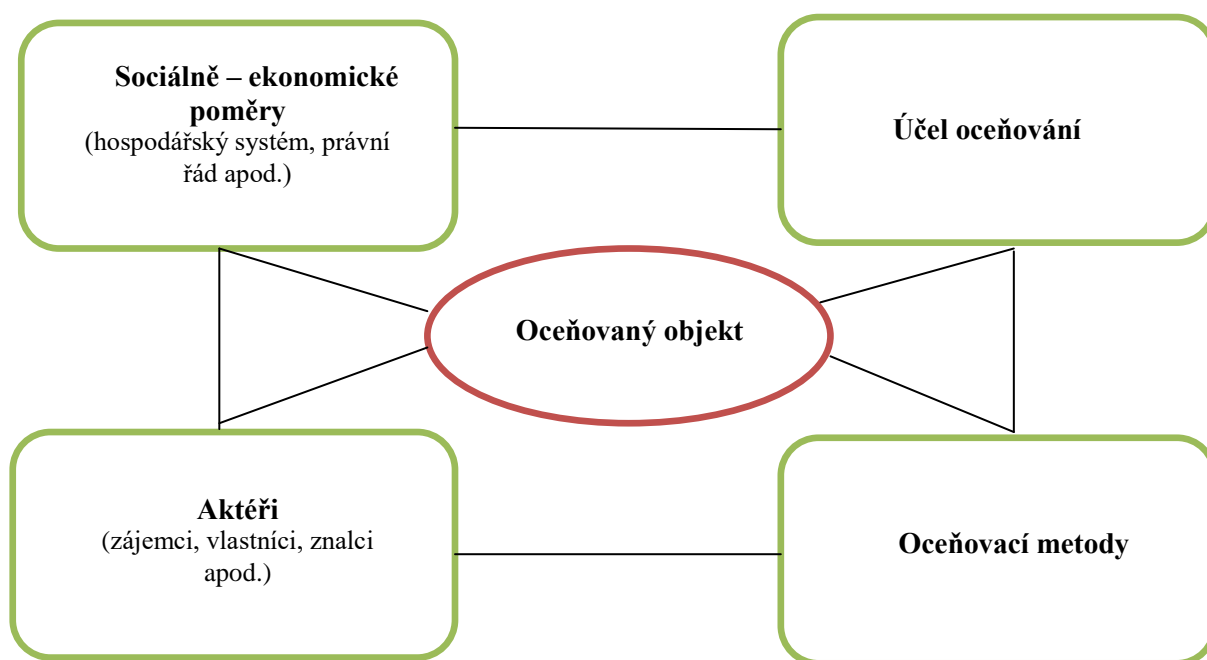 Sociálně – ekonomické
poměry
(hospodářský systém, právní
řád apod.)
Účel oceňování
Oceňovaný objekt
Aktéři
(zájemci, vlastníci, znalci
apod.)
Oceňovací metody